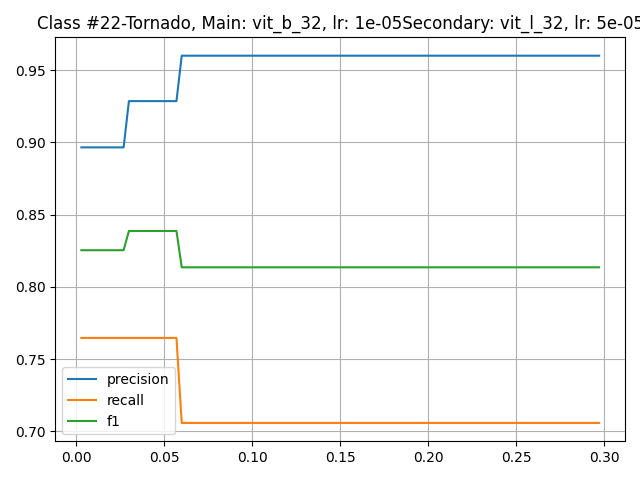 Class #22-Tornado, Main: vit_b_32, lr: 1e-05Secondary: vit_l_32, lr: 5e-05
0.95
0.90
0.85
0.80
0.75
0.70
precision
recall
f1
0.00 0.05 0.10 0.15 0.20 0.25 0.30